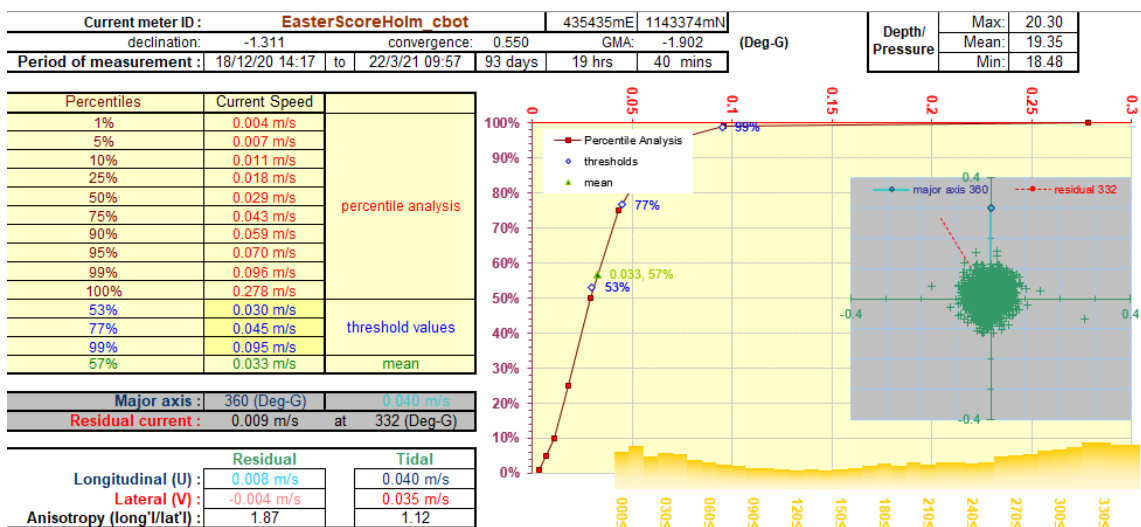 Current meter ID : EasterScoreHolm_cbot 435435mE 1143374mN
declination: -1.311 convergence: 0.550 GMA: -1.902 (Deg-G)
Period of measurement : 18/12/20 14:17 to 22/3/21 09:57 93 days 19 hrs 40 mins
Depth/ Pressure
Max: 20.30
Mean: 19.35
Min: 18.48
Percentiles Current Speed
1% 0.004 m/s
5% 0.007 m/s
10% 0.011 m/s
25% 0.018 m/s
50% 0.029 m/s
75% 0.043 m/s
90% 0.059 m/s
95% 0.070 m/s
99% 0.096 m/s
100% 0.278 m/s
percentile analysis
53% 0.030 m/s
77% 0.045 m/s
99% 0.095 m/s
threshold values
57% 0.033 m/s mean
Major axis : 360 (Deg-G) 0.040 m/s
Residual current : 0.009 m/s at 332 (Deg-G)
Residual Tidal
Longitudinal (U) : 0.008 m/s 0.040 m/s
Lateral (V) : -0.004 m/s 0.035 m/s
Anisotropy (long'l/lat'l) 1.87 1.12
0 0.05 0.1 0.15 0.2 0.25 0.3
100%
90%
80%
70%
60%
50%
40%
30%
20%
10%
0%
Percentile Analysis
thresholds
mean
99%
77%
0.033, 57%
53%
0.4
major axis 360 residual 332
-0.4 0.4
-0.4
000≤ 030≤ 060≤ 090≤ 120≤ 150≤ 180≤ 210≤ 240≤ 270≤ 300≤ 330≤